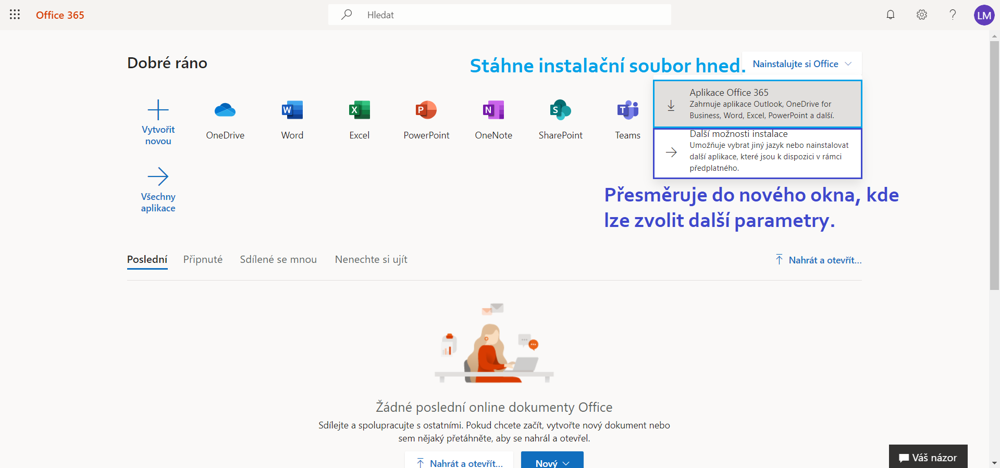 Office 365
Hledat
LM
Dobré ráno
Stáhne instalační soubor hned.
Nainstalujte si Office
Aplikace Office 365
Zahrnuje aplikace Outlook, OneDrive for
Business, Word, Excel, PowerPoint a další.
Další možnosti instalace
Umožňuje vybrat jiný jazyk nebo nainstalovat
další aplikace, které jsou k dispozici v rámci
předplatného.
Přesměruje do nového okna, kde
lze zvolit další parametry.
Vytvořit
novou
OneDrive
W
Word
X
Excel
P
PowerPoint
N
OneNote
S
SharePoint
T
Teams
Všechny
aplikace
Poslední
Připnuté
Sdílené se mnou
Nenechte si ujít
Nahrát a otevřít...
Žádné poslední online dokumenty Office
Sdílejte a spolupracujte s ostatními. Pokud chcete začít, vytvořte nový dokument nebo
sem nějaký přetáhněte, aby se nahrál a otevřel.
Nahrát a otevřít...
Nový
Váš názor